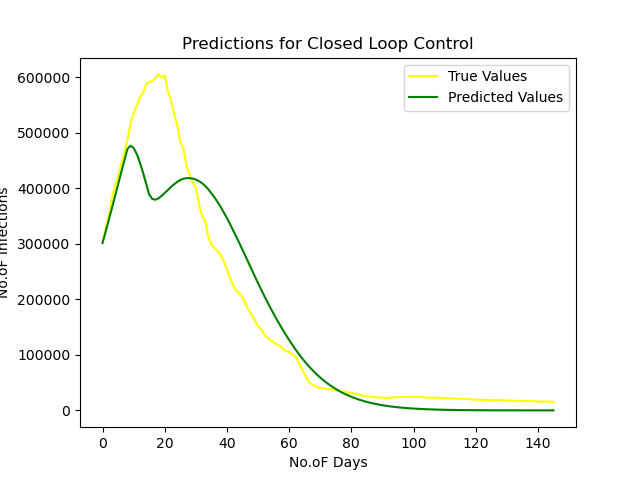 Predictions for Closed Loop Control
True Values
Predicted Values
600000
500000
400000
300000
200000
100000
0
No.oF Infections
0 20 40 60 80 100 120 140
No.oF Days